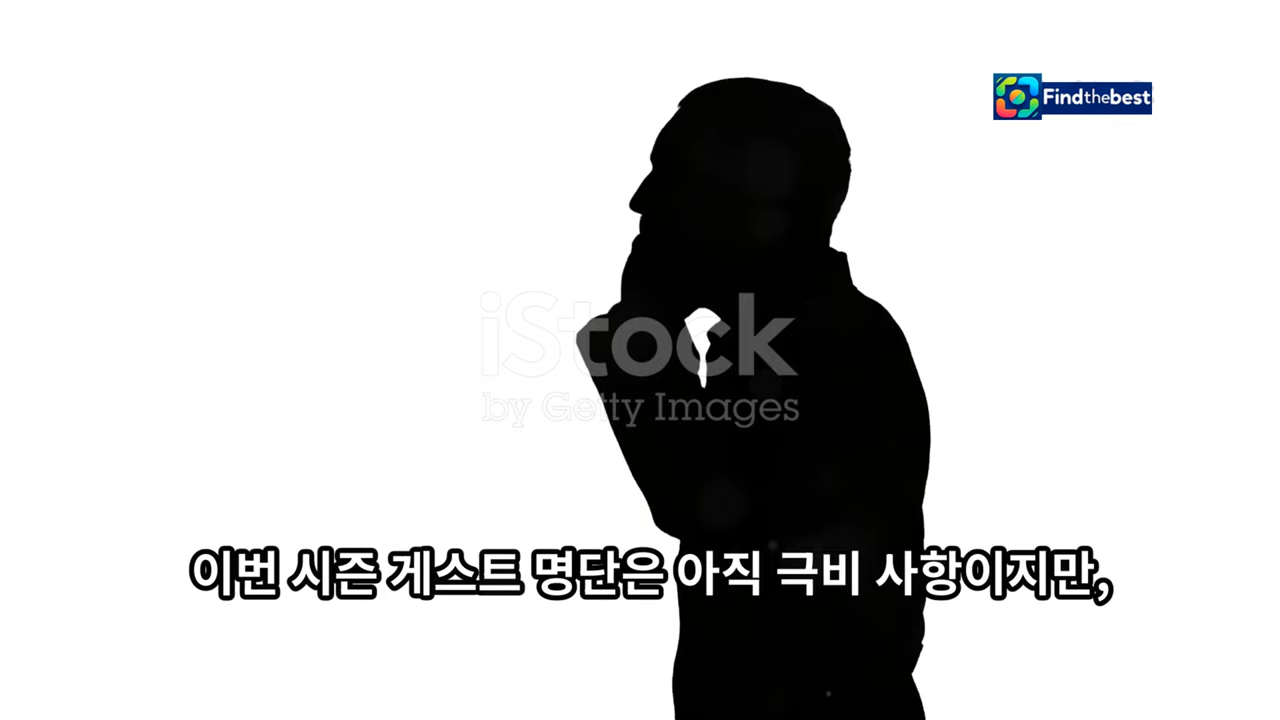 Findthebest
iStock
by Getty Images
이번 시즌 게스트 명단은 아직 극비 사항이지만,